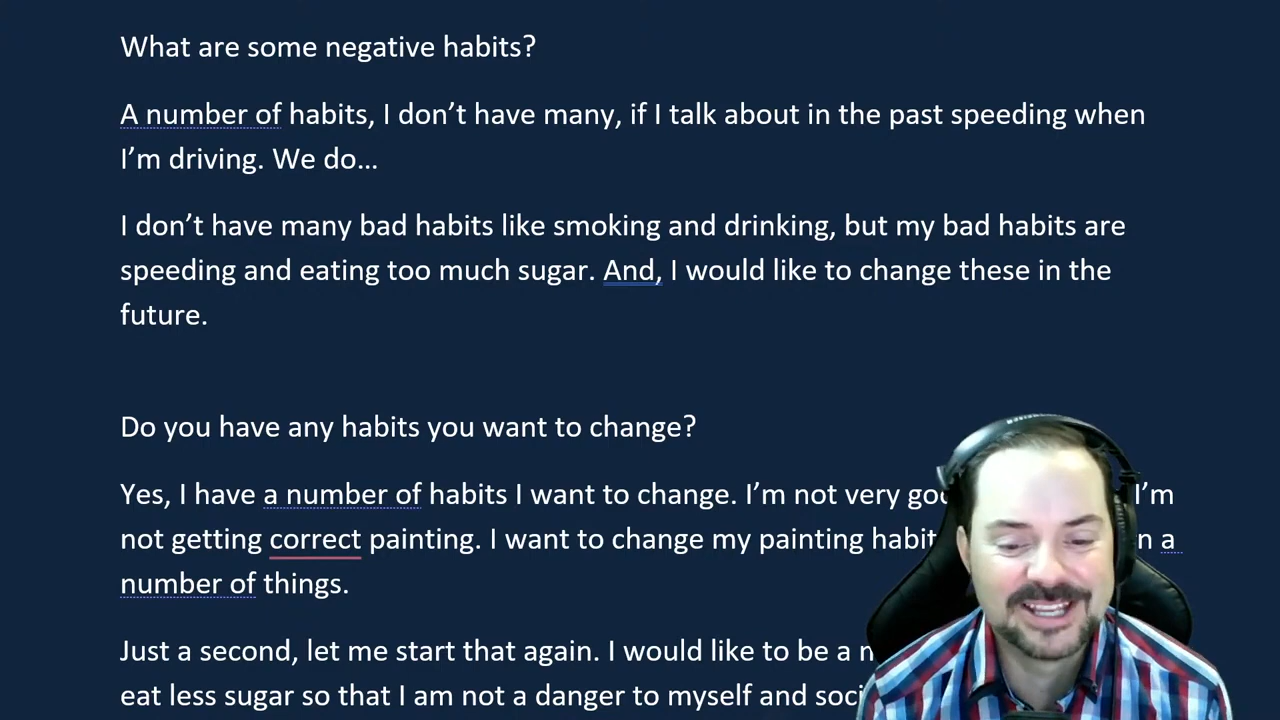 What are some negative habits?
A number of habits, I don’t have many, if I talk about in the past speeding when
I’m driving. We do…
I don’t have many bad habits like smoking and drinking, but my bad habits are
speeding and eating too much sugar. And, I would like to change these in the
future.
Do you have any habits you want to change?
Yes, I have a number of habits I want to change. I’m not very I’m
not getting correct painting. I want to change my painting a
number of things.
Just a second, let me start that again. I would like to be a
eat less sugar so that I am not a danger to myself and